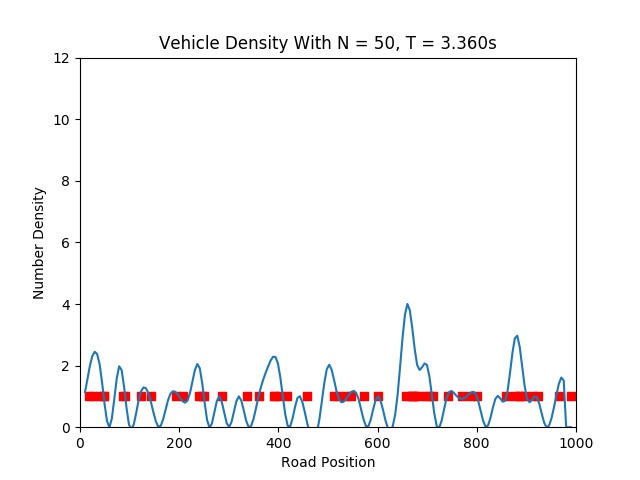 Vehicle Density With N = 50, T = 3.360s
12
10
8
6
4
2
0
Number Density
0 200 400 600 800 1000
Road Position